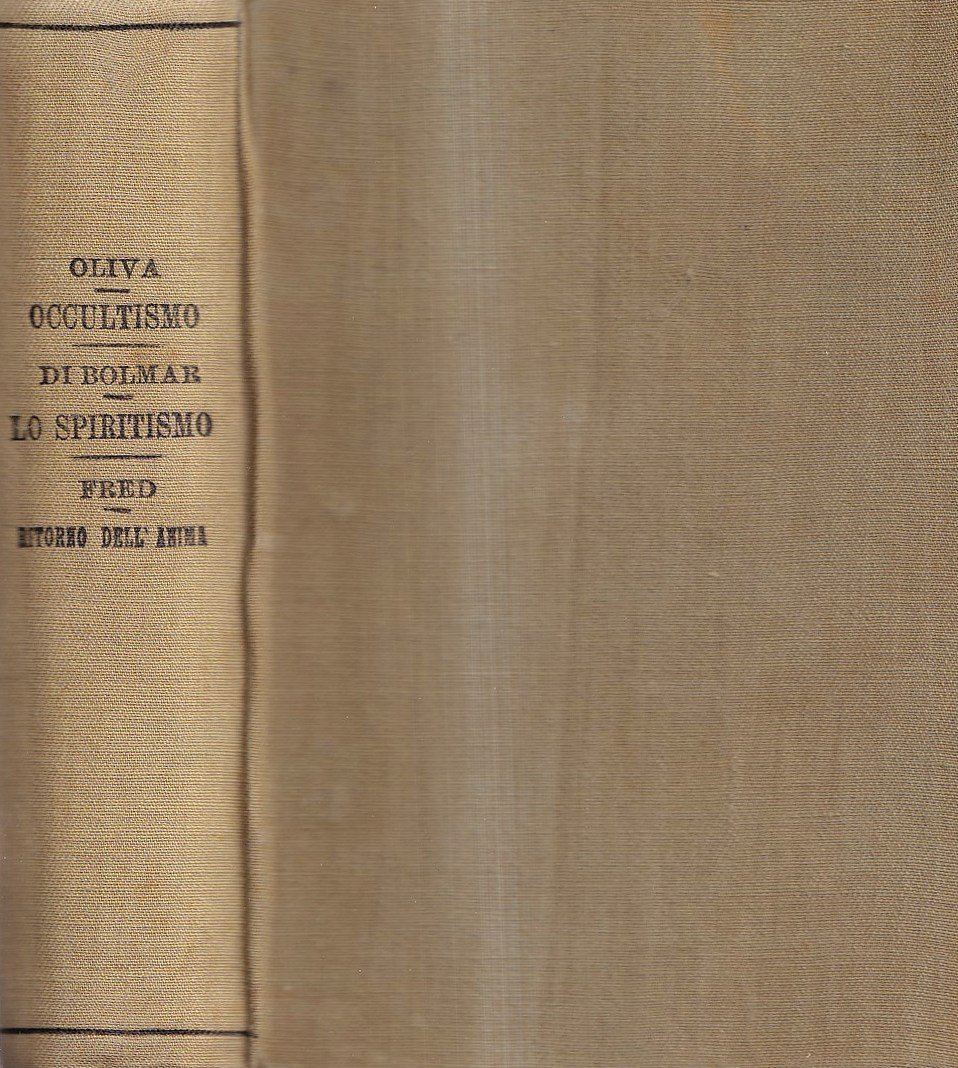 OLIVA
OCCULTISMO
DI BOLMAR
LO SPIRITISMO
FRED
RITORNO DELL' ANIMA